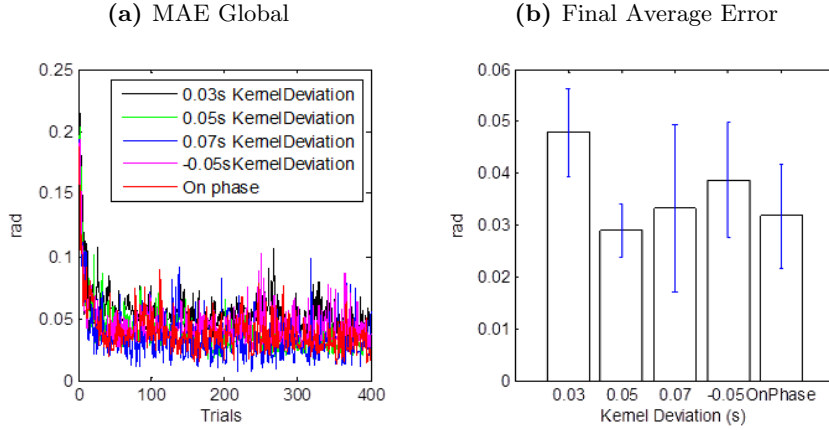 (a) MAE Global
0.25
0.2
0.15
0.1
0.05
0
rad
0.03s KernelDeviation
0.05s KernelDeviation
0.07s KernelDeviation
-0.05sKernelDeviation
On phase
0 100 200 300 400
Trials
(b) Final Average Error
0.06
0.05
0.04
0.03
0.02
0.01
0
rad
0.03 0.05 0.07 -0.05OnPhase
Kernel Deviation (s)